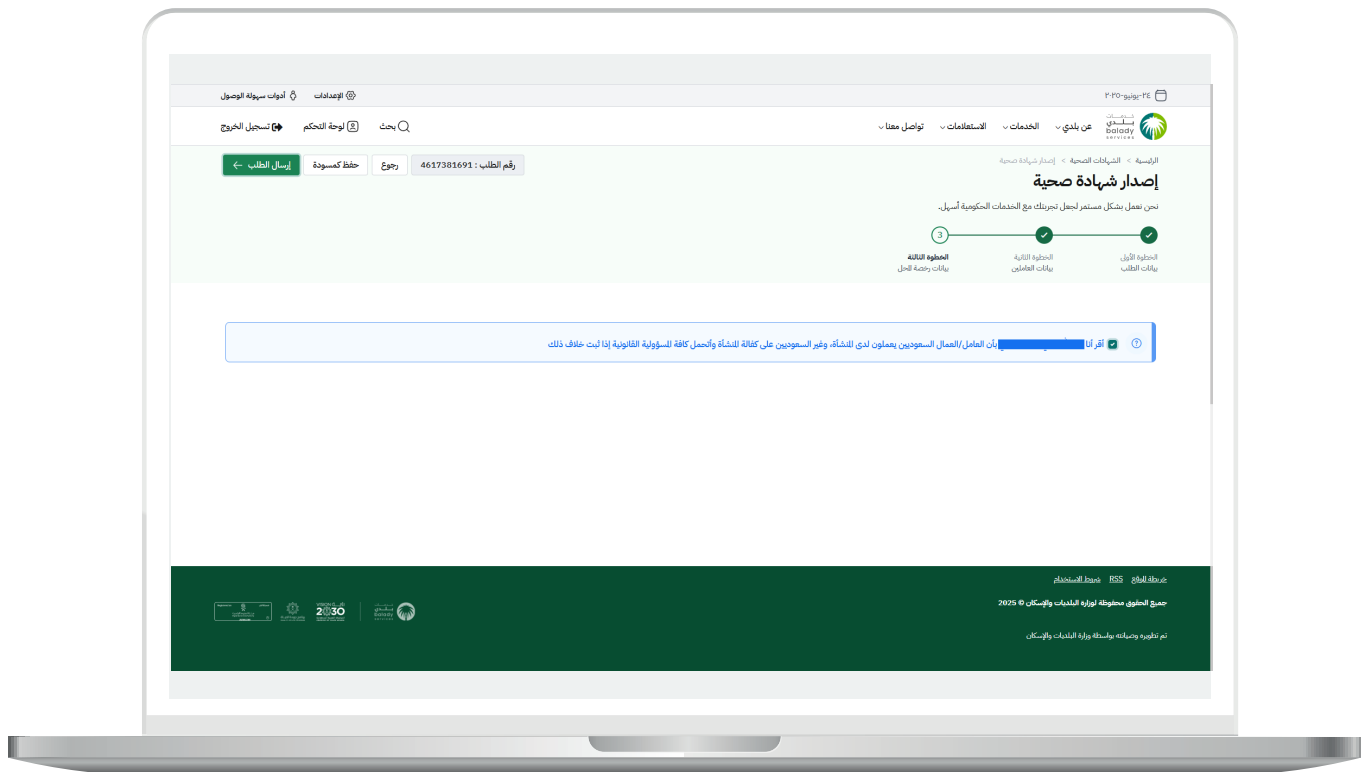 ٢٤-يونيو-٢٠٢٥
الإعدادات
أدوات سهولة الوصول
خدمات
بلدي
balady
services
عن بلدي
الخدمات
الاستعلامات
تواصل معنا
بحث
لوحة التحكم
تسجيل الخروج
الرئيسية > الشهادات الصحية > إصدار شهادة صحية
رقم الطلب : 4617381691
رجوع
حفظ كمسودة
إرسال الطلب
إصدار شهادة صحية
نحن نعمل بشكل مستمر لجعل تجربتك مع الخدمات الحكومية أسهل.
3
الخطوة الأولى
بيانات الطلب
الخطوة الثانية
بيانات العاملين
الخطوة الثالثة
بيانات رخصة المحل
أقر أنا بأن العامل/العمال السعوديين يعملون لدى المنشأة، وغير السعوديين على كفالة المنشأة وأتحمل كافة المسؤولية القانونية إذا ثبت خلاف ذلك
خريطة الموقع RSS شروط الاستخدام
جميع الحقوق محفوظة لوزارة البلديات والإسكان © 2025
تم تطويره وصيانته بواسطة وزارة البلديات والإسكان
بلدي
balady
2030